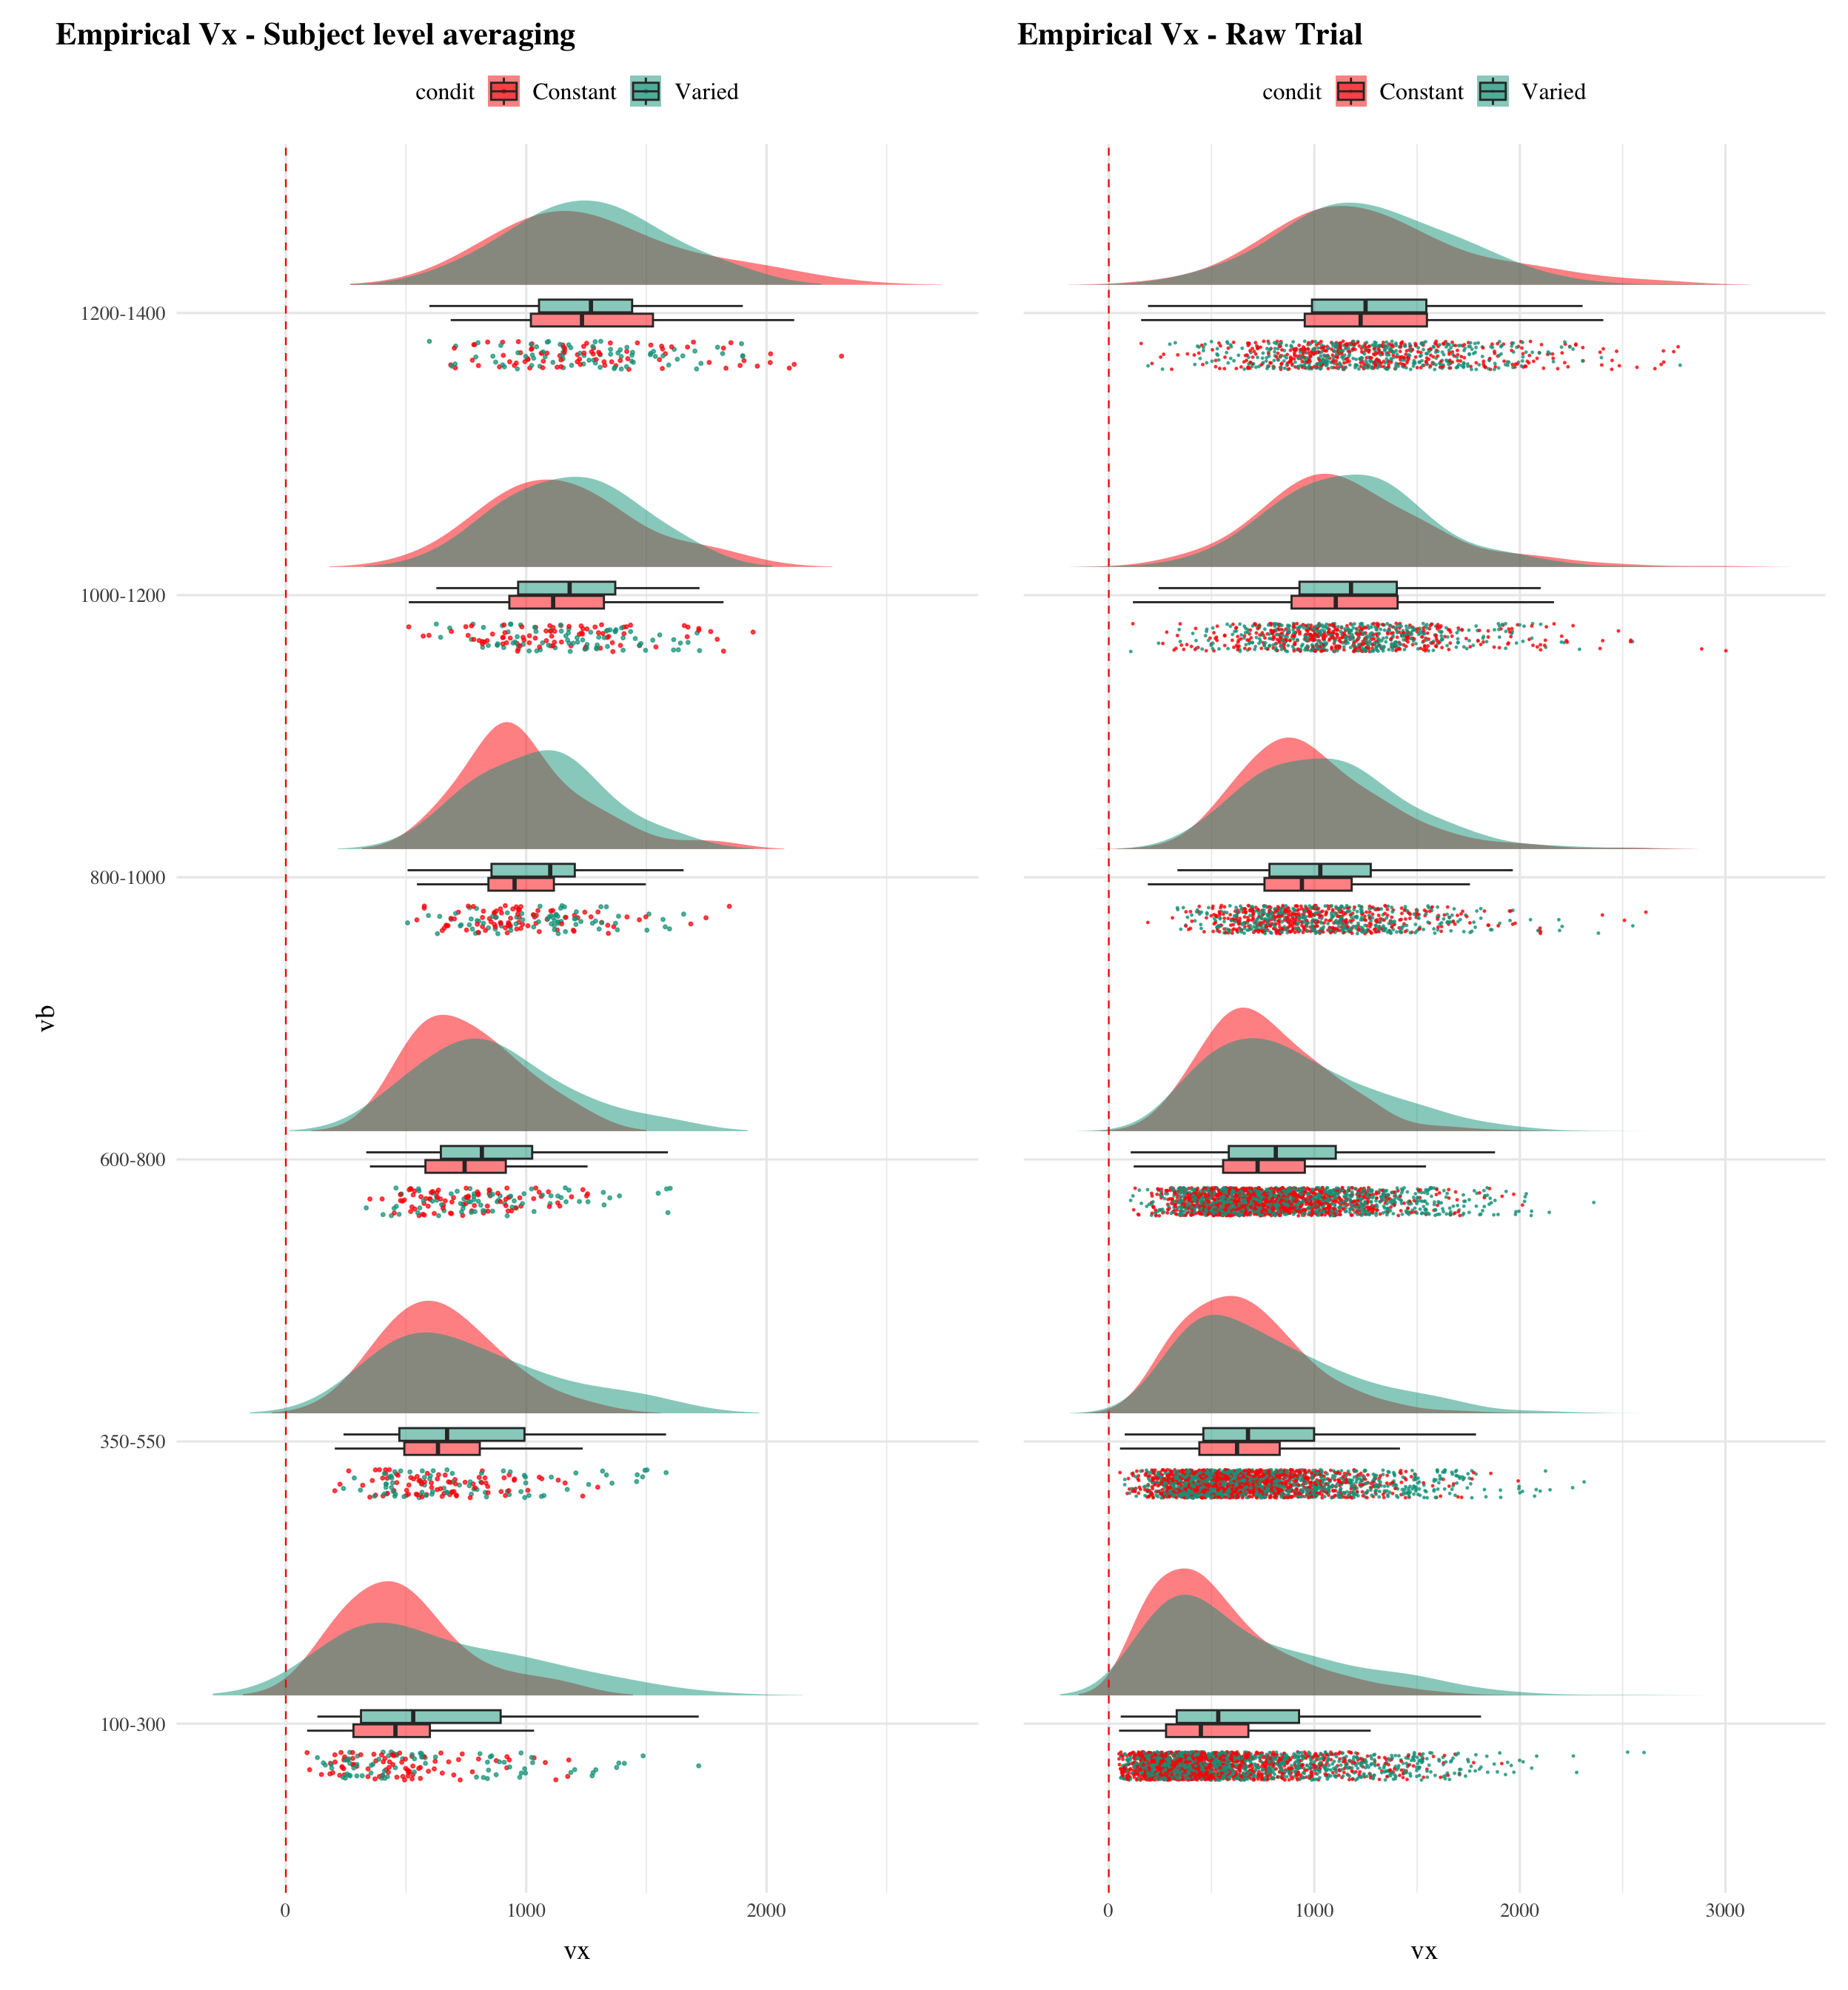 Empirical Vx - Subject level averaging
condit Constant Varied
vb
1200-1400
1000-1200
800-1000
600-800
350-550
100-300
0 1000 2000
vx
Empirical Vx - Raw Trial
condit Constant Varied
0 1000 2000 3000
vx